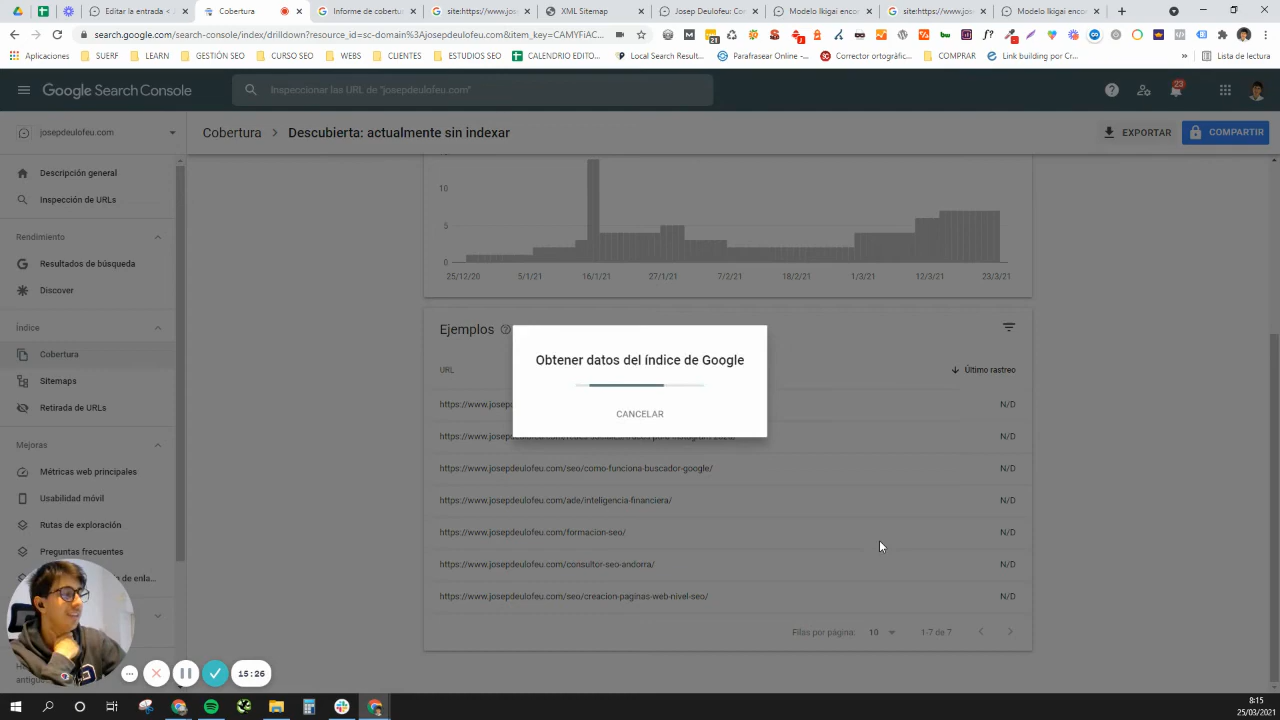 Editar la entrada <
Cobertura
Informe de cobertu
site:https://www.j
XML Sitemap
Josep Deulofeu Co
Modelo Ikigai enco
site:https://www.j
Modelo Ikigai enco
search.google.com/search-console/index/drilldown?resource_id=sc-domain%3Ajosepdeulofeu.com&item_key=CAMYFiAC...
Aplicaciones
SUPER
LEARN
GESTIÓN SEO
CURSO SEO
WEBS
CLIENTES
ESTUDIOS SEO
CALENDRIO EDITO...
Local Search Result...
Parafrasear Online -...
Corrector ortográfic...
COMPRAR
Link building por Cr...
Lista de lectura
Google Search Console
Inspeccionar las URL de "josepdeulofeu.com"
23
josepdeulofeu.com
Cobertura > Descubierta: actualmente sin indexar
EXPORTAR
COMPARTIR
Descripción general
Inspección de URLs
Rendimiento
Resultados de búsqueda
Discover
Índice
Cobertura
Sitemaps
Retirada de URLs
Mejoras
Métricas web principales
Usabilidad móvil
Rutas de exploración
Preguntas frecuentes
de enla...
10
5
0
25/12/20 5/1/21 16/1/21 27/1/21 7/2/21 18/2/21 1/3/21 12/3/21 23/3/21
Ejemplos
URL
Último rastreo
Obtener datos del índice de Google
CANCELAR
https://www.josep
N/D
N/D
https://www.josepdeulofeu.com/seo/como-funciona-buscador-google/
N/D
https://www.josepdeulofeu.com/ade/inteligencia-financiera/
N/D
https://www.josepdeulofeu.com/formacion-seo/
N/D
https://www.josepdeulofeu.com/consultor-seo-andorra/
N/D
https://www.josepdeulofeu.com/seo/creacion-paginas-web-nivel-seo/
N/D
Filas por página: 10
1-7 de 7
15:26
8:15
25/03/2021